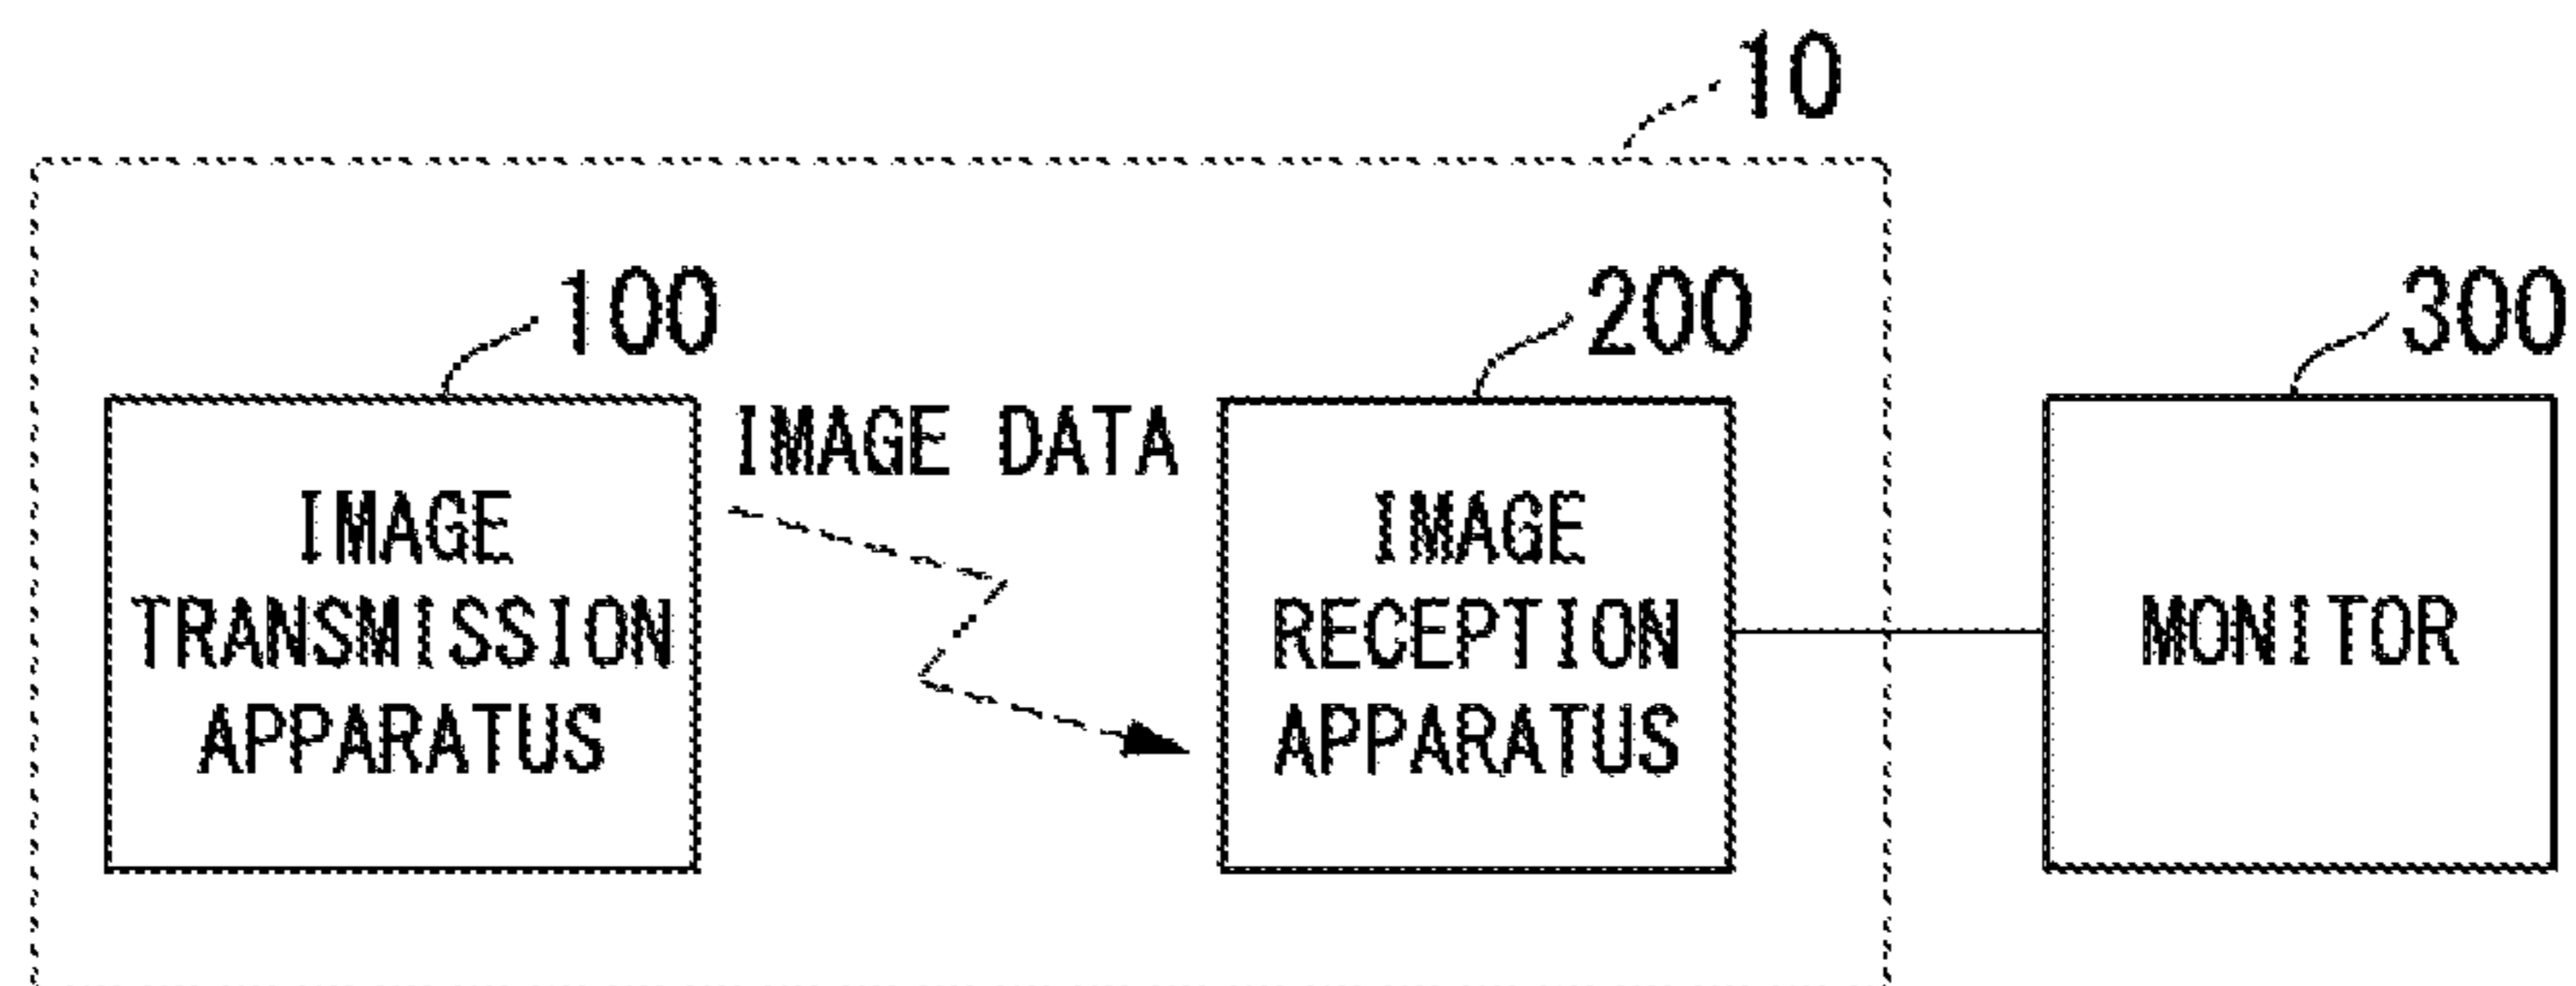 10
100
200
300
IMAGE DATA
IMAGE
TRANSMISSION
APPARATUS
IMAGE
RECEPTION
APPARATUS
MONITOR